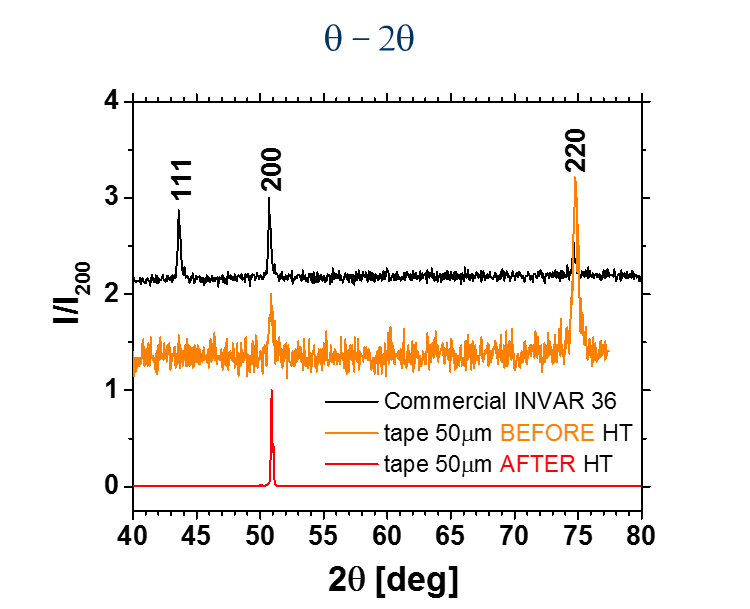 θ – 2θ
4
3
2
1
0
I/I200
111
200
220
Commercial INVAR 36
tape 50μm BEFORE HT
tape 50μm AFTER HT
40 45 50 55 60 65 70 75 80
2θ [deg]